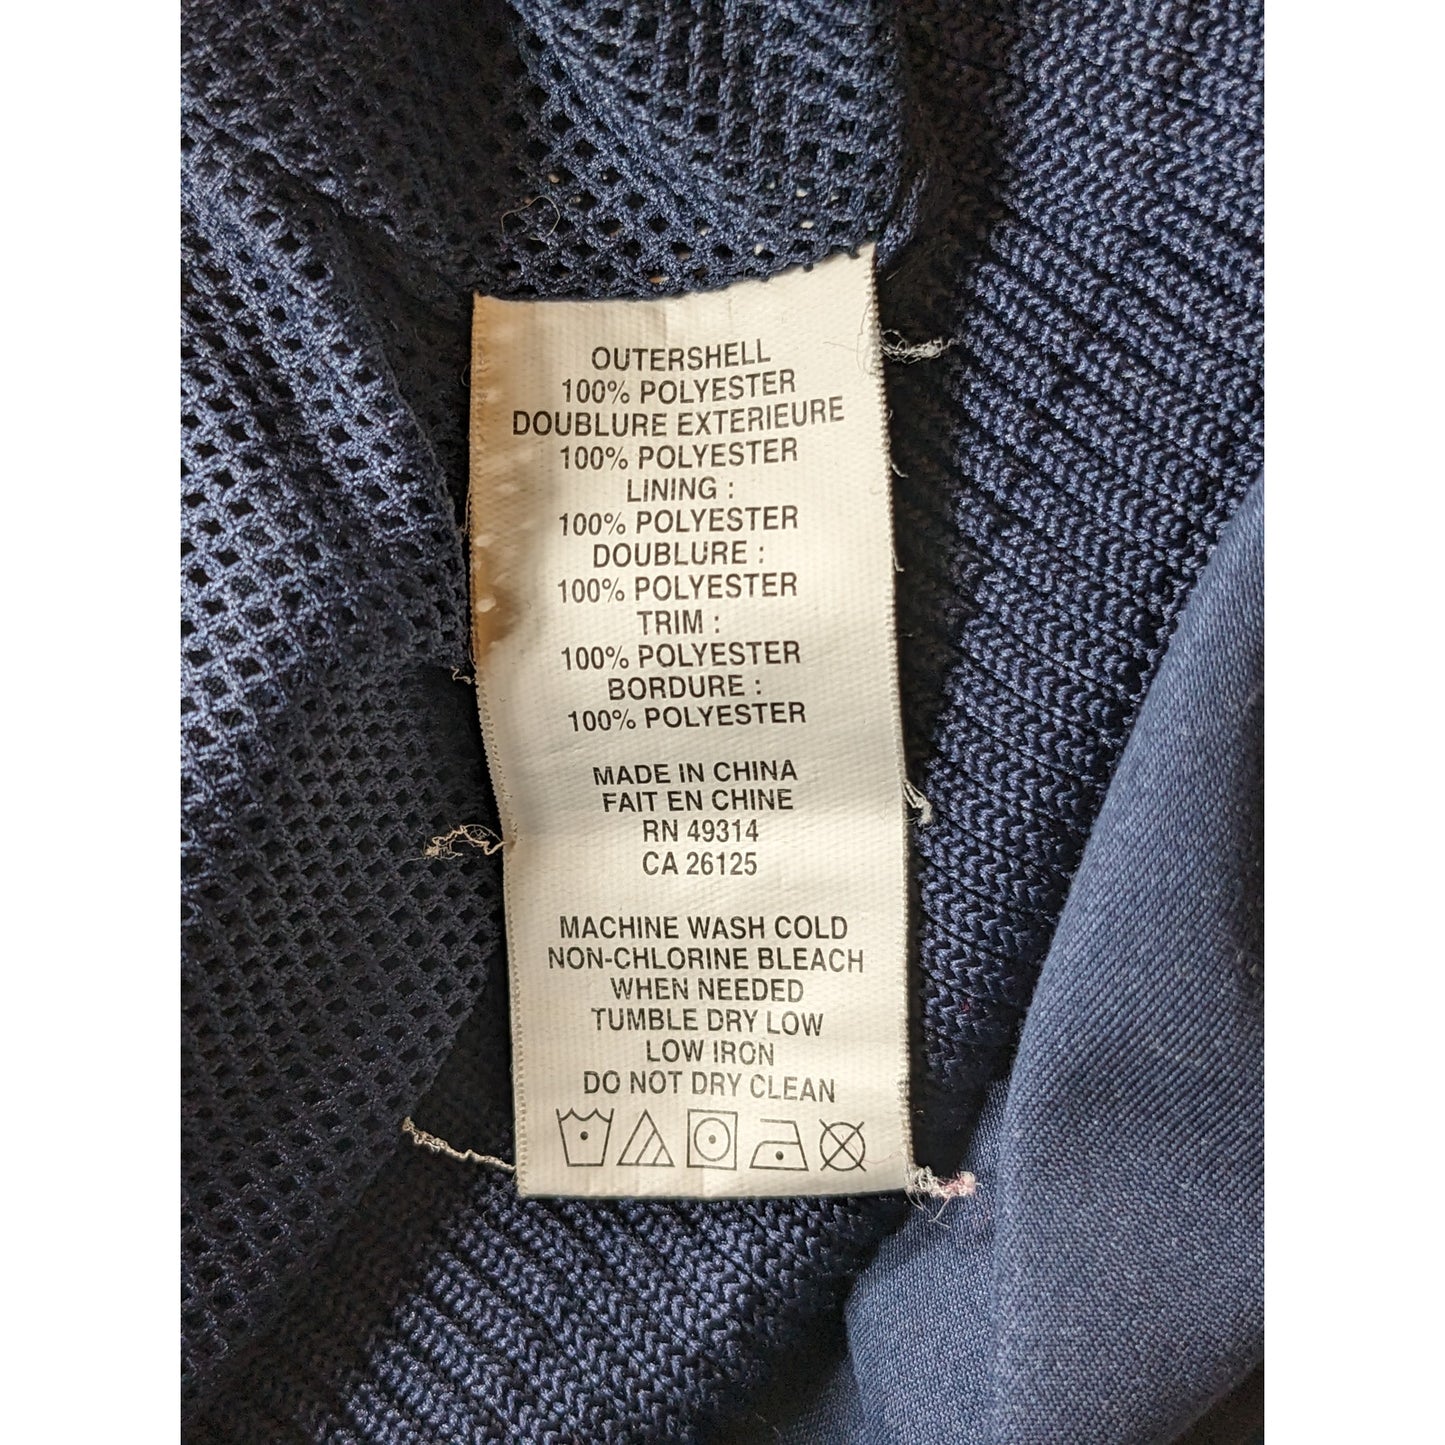 OUTERSHELL
100% POLYESTER
DOUBLURE EXTERIEURE
100% POLYESTER
LINING :
100% POLYESTER
DOUBLURE :
100% POLYESTER
TRIM :
100% POLYESTER
BORDURE :
100% POLYESTER
MADE IN CHINA
FAIT EN CHINE
RN 49314
CA 26125
MACHINE WASH COLD
NON-CHLORINE BLEACH
WHEN NEEDED
TUMBLE DRY LOW
LOW IRON
DO NOT DRY CLEAN